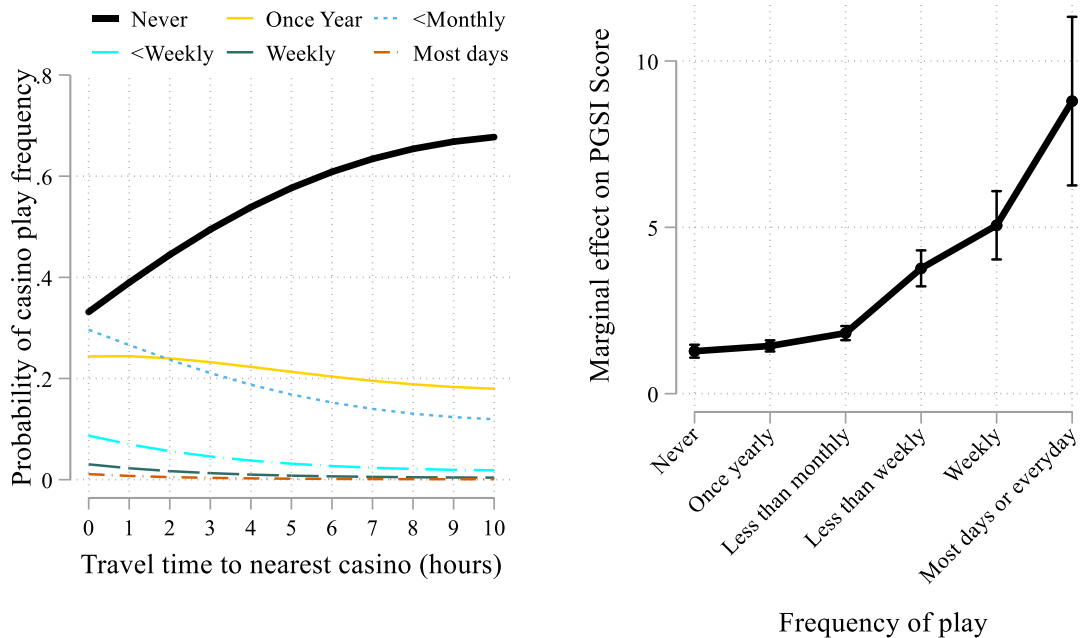 Never
Once Year
<Monthly
<Weekly
Weekly
Most days
Probability of casino play frequency
.8
.6
.4
.2
0
0 1 2 3 4 5 6 7 8 9 10
Travel time to nearest casino (hours)
Marginal effect on PGSI Score
10
5
0
Never
Once yearly
Less than monthly
Less than weekly
Weekly
Most days or everyday
Frequency of play